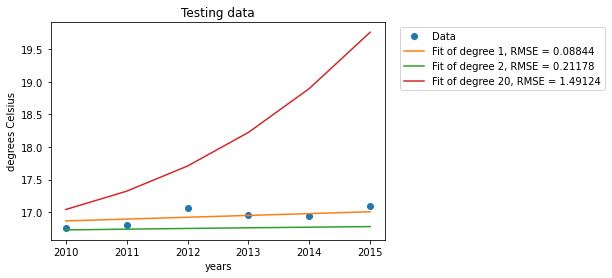 Testing data
Data
Fit of degree 1, RMSE = 0.08844
Fit of degree 2, RMSE = 0.21178
Fit of degree 20, RMSE = 1.49124
degrees Celsius
19.5
19.0
18.5
18.0
17.5
17.0
2010 2011 2012 2013 2014 2015
years